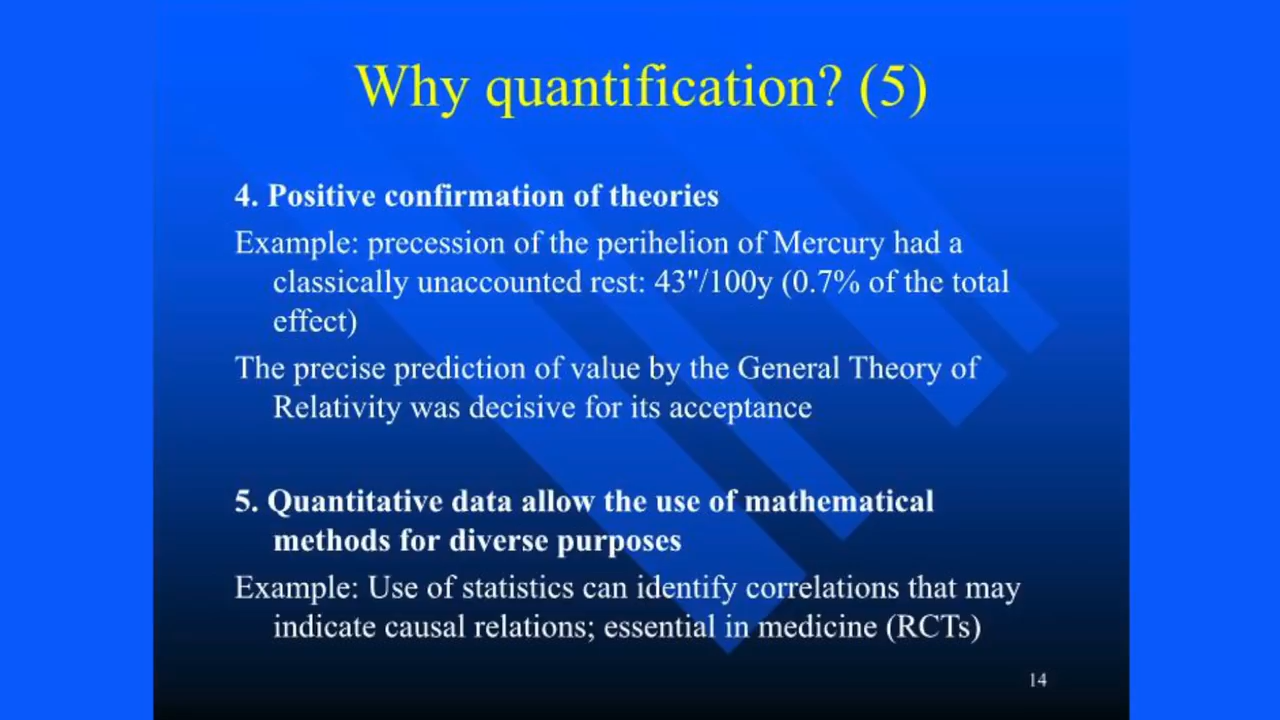 Why quantification? (5)
4. Positive confirmation of theories
Example: precession of the perihelion of Mercury had a
classically unaccounted rest: 43"/100y (0.7% of the total
effect)
The precise prediction of value by the General Theory of
Relativity was decisive for its acceptance
5. Quantitative data allow the use of mathematical
methods for diverse purposes
Example: Use of statistics can identify correlations that may
indicate causal relations; essential in medicine (RCTs)
14